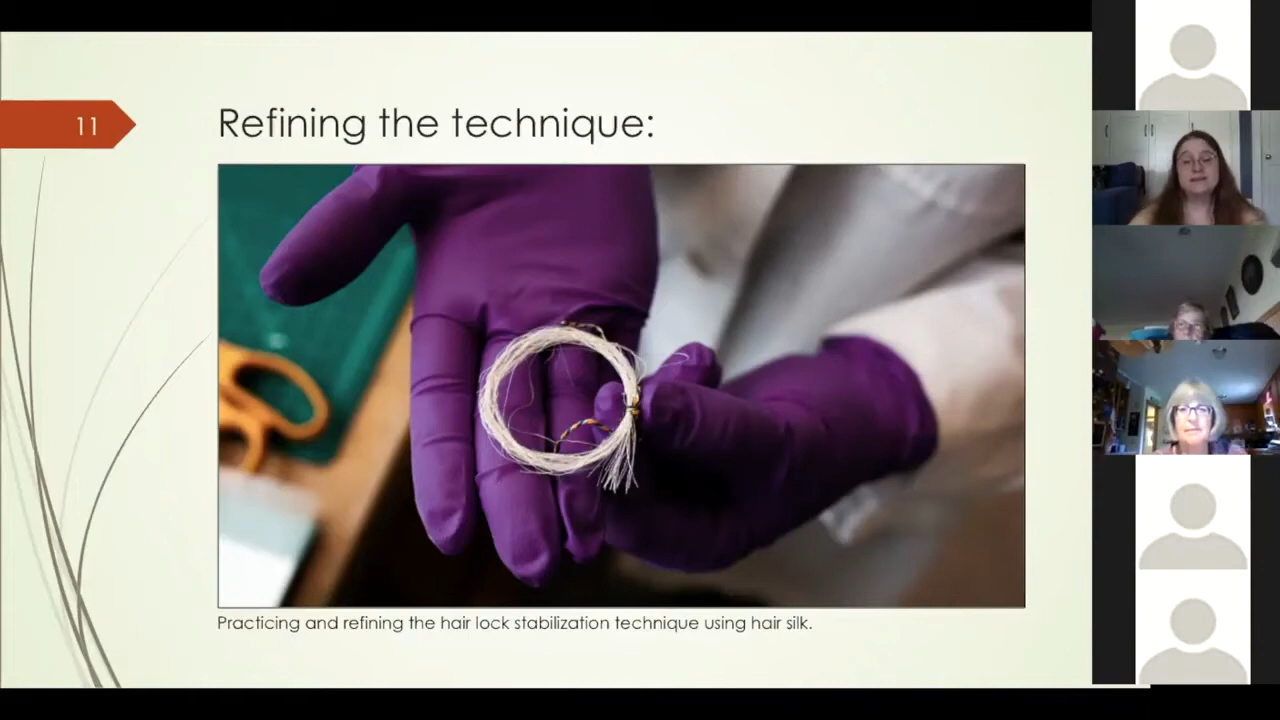 11
Refining the technique:
Practicing and refining the hair lock stabilization technique using hair silk.